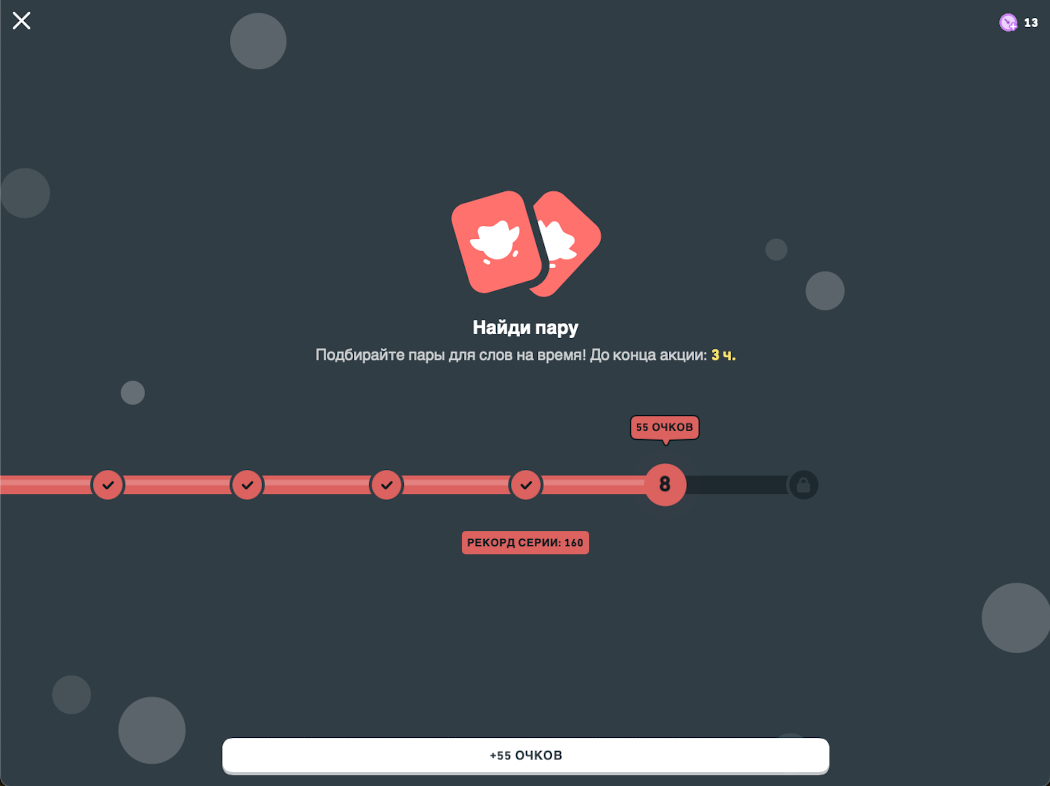 13
Найди пару
Подбирайте пары для слов на время! До конца акции: 3 ч.
55 ОЧКОВ
8
РЕКОРД СЕРИИ: 160
+55 ОЧКОВ